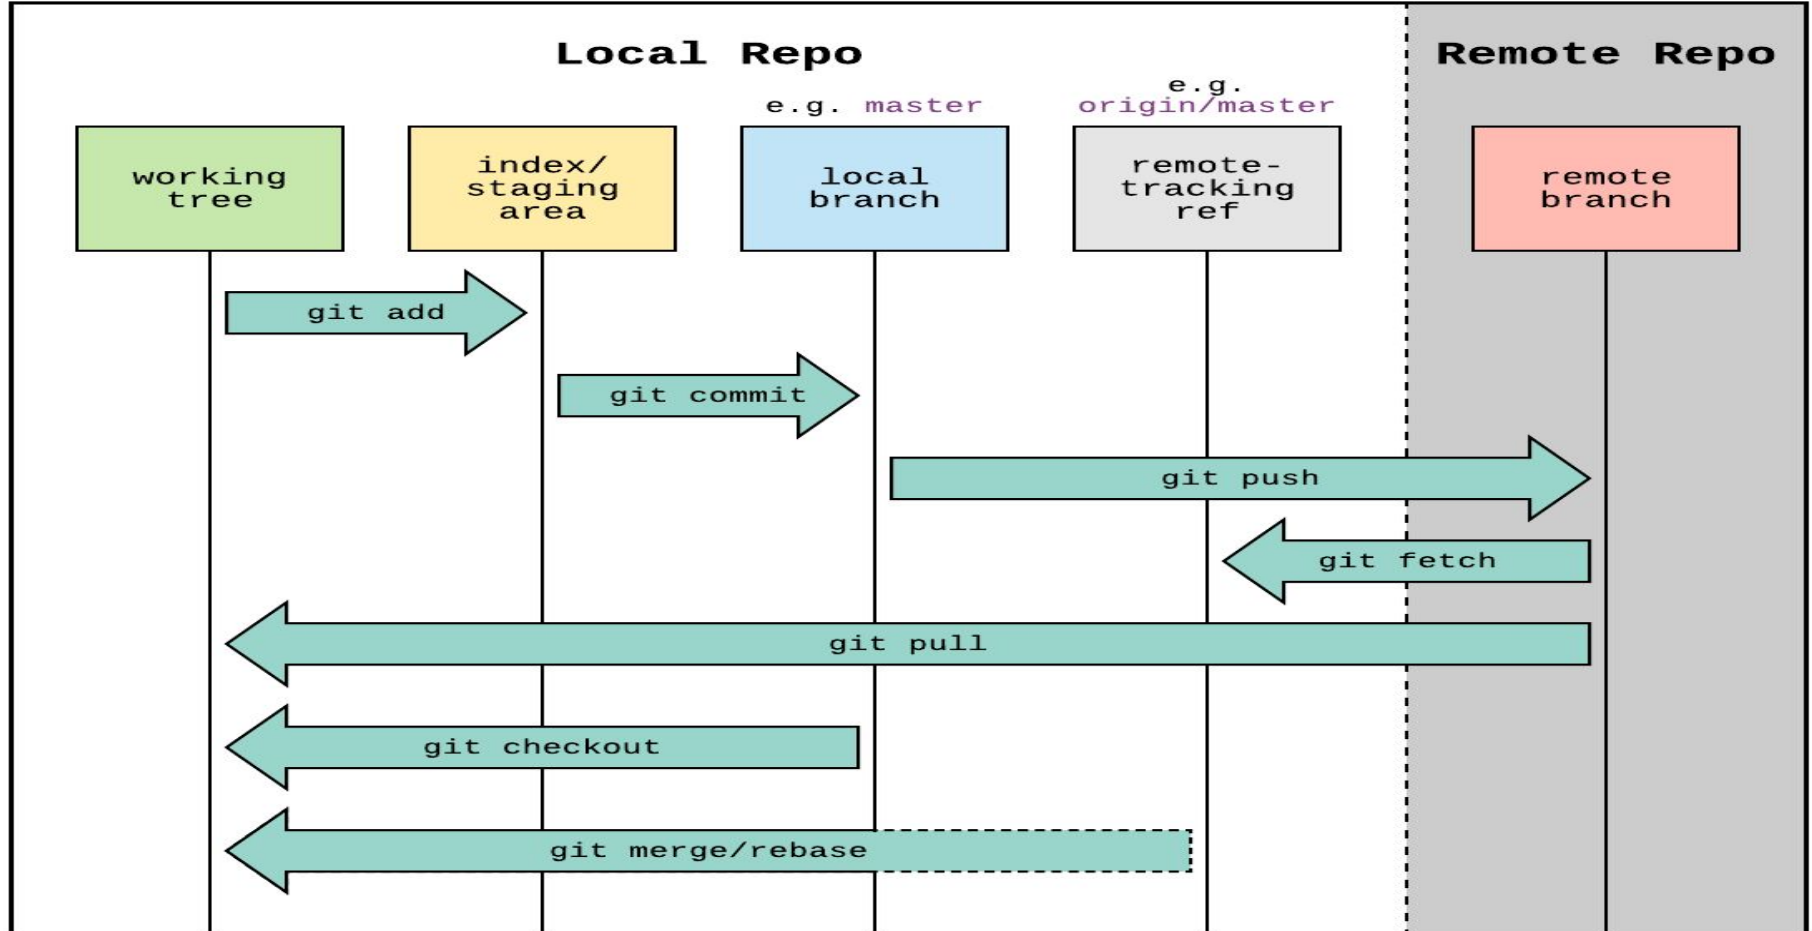 Local Repo
Remote Repo
e.g. master
e.g.
origin/master
working
tree
index/
staging
area
local
branch
remote-
tracking
ref
remote
branch
git add
git commit
git push
git fetch
git pull
git checkout
git merge/rebase